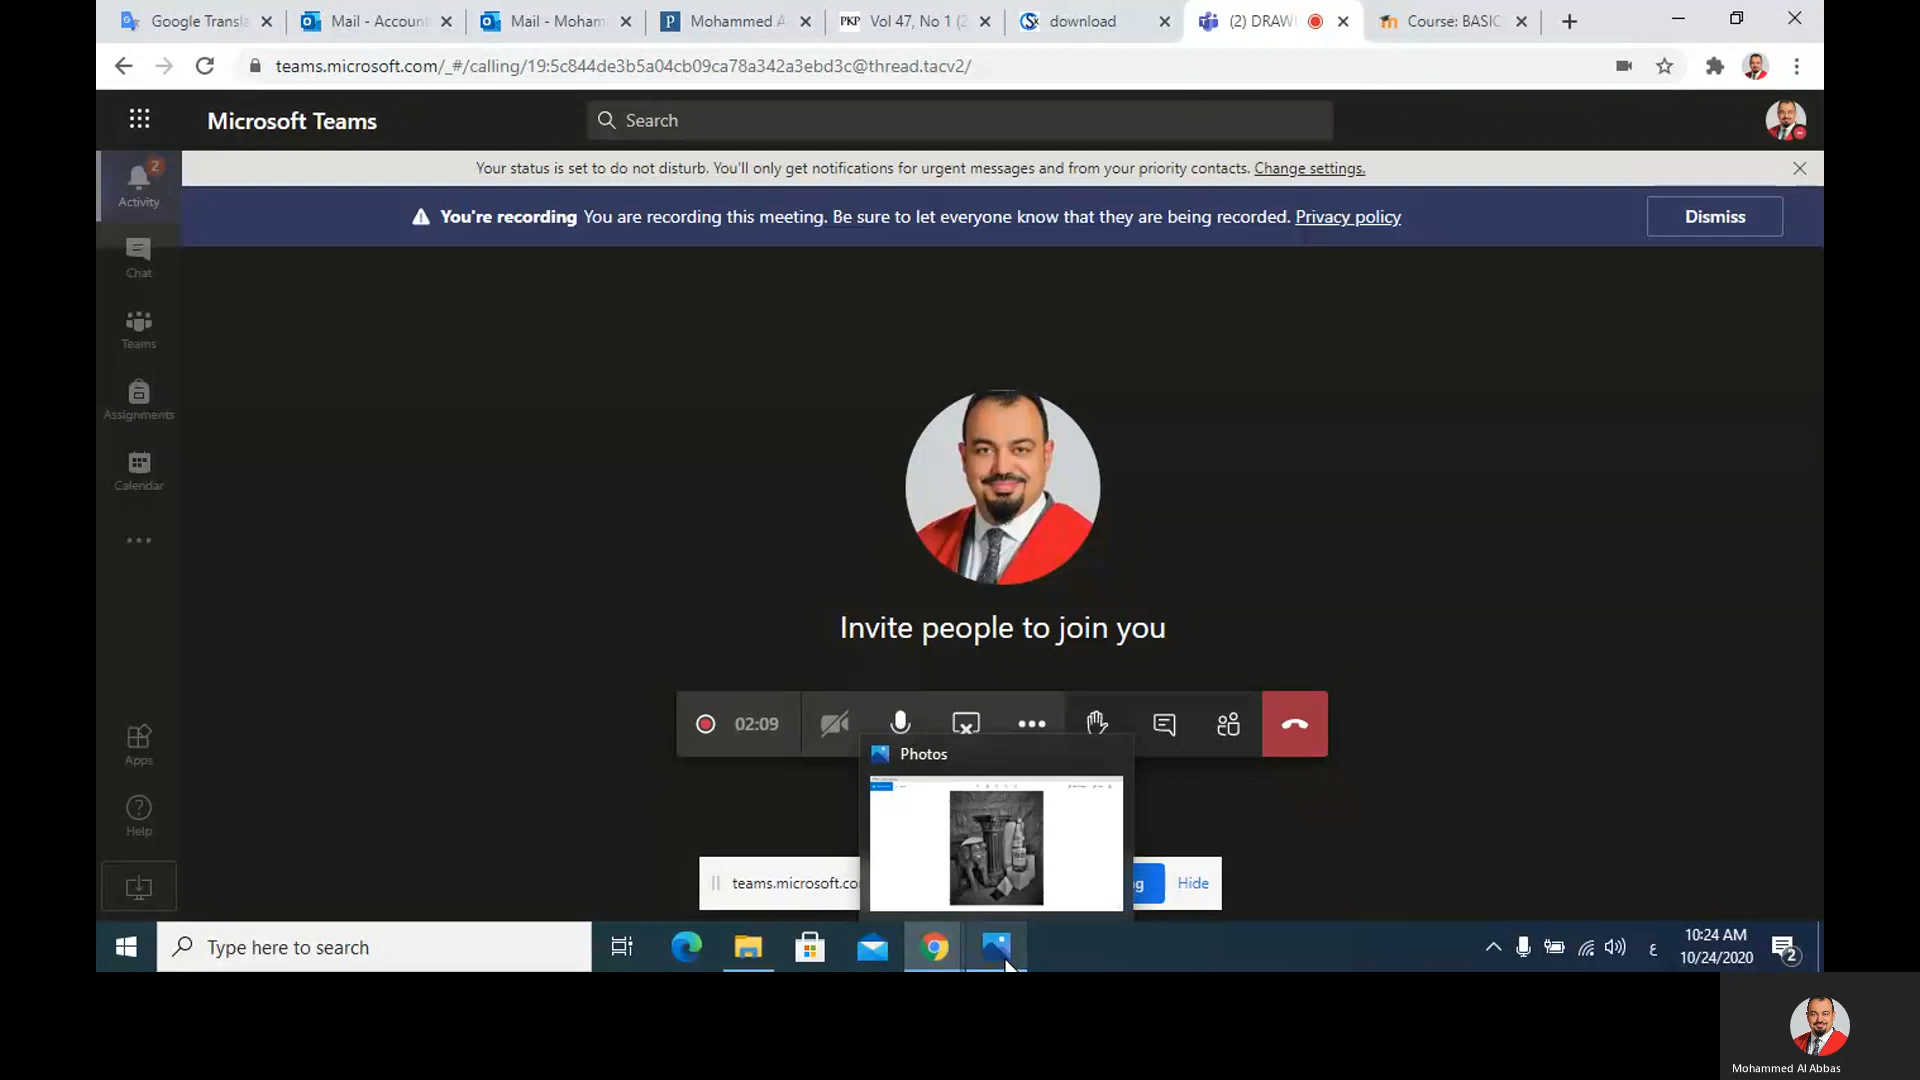 Google Transla
Mail - Accoun
Mail - Moham
Mohammed A
PKP Vol 47, No 1 (2
download
(2) DRAWI
Course: BASIC
teams.microsoft.com/_#/calling/19:5c844de3b5a04cb09ca78a342a3ebd3c@thread.tacv2/
Microsoft Teams
Search
Your status is set to do not disturb. You'll only get notifications for urgent messages and from your priority contacts. Change settings.
You're recording You are recording this meeting. Be sure to let everyone know that they are being recorded. Privacy policy
Dismiss
2
Activity
Chat
Teams
Assignments
Calendar
Invite people to join you
02:09
Photos
Apps
Help
teams.microsoft.co
g
Hide
Type here to search
ع
10:24 AM
10/24/2020
2
Mohammed Al Abbas